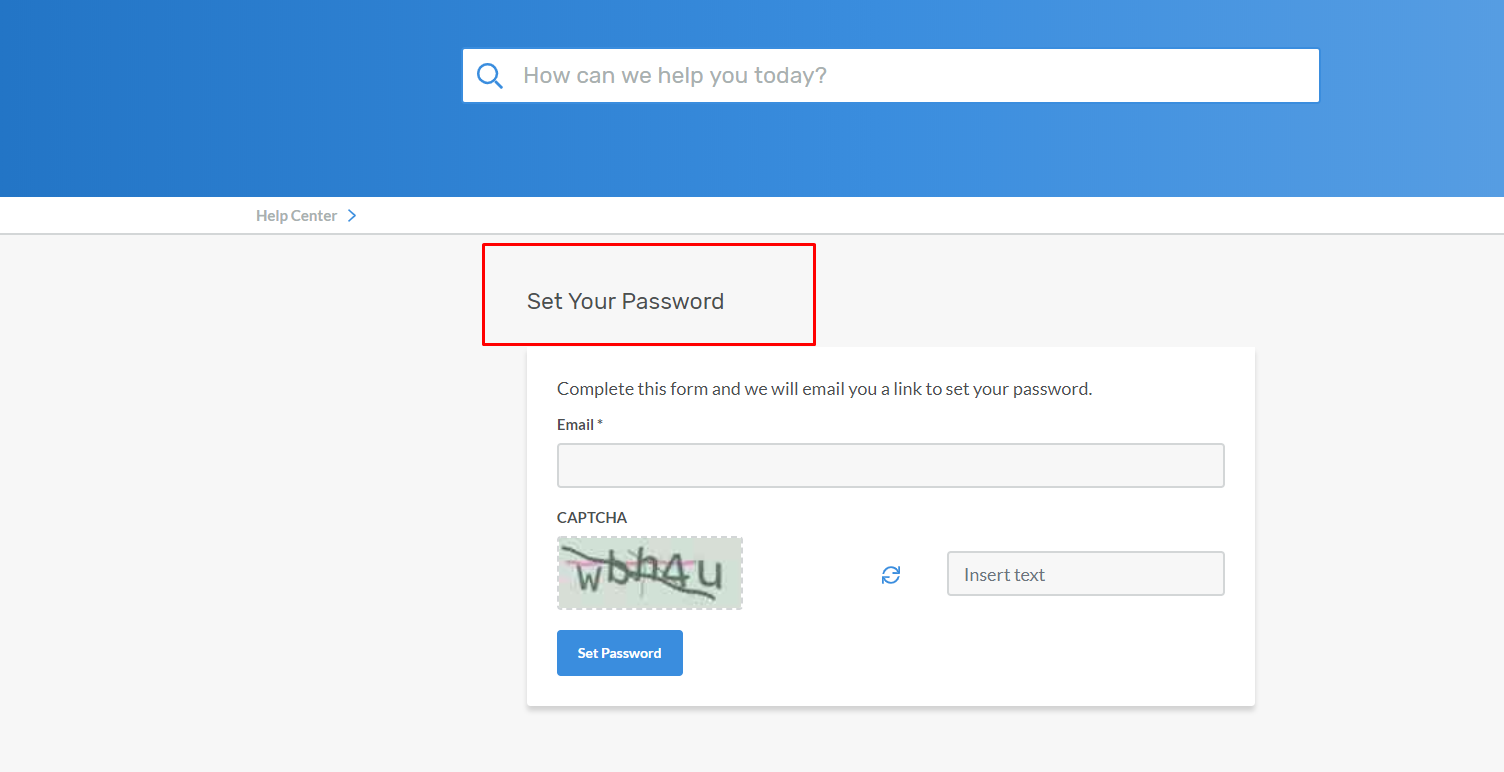 How can we help you today?
Help Center
Set Your Password
Complete this form and we will email you a link to set your password.
Email *
CAPTCHA
wbh4u
Insert text
Set Password